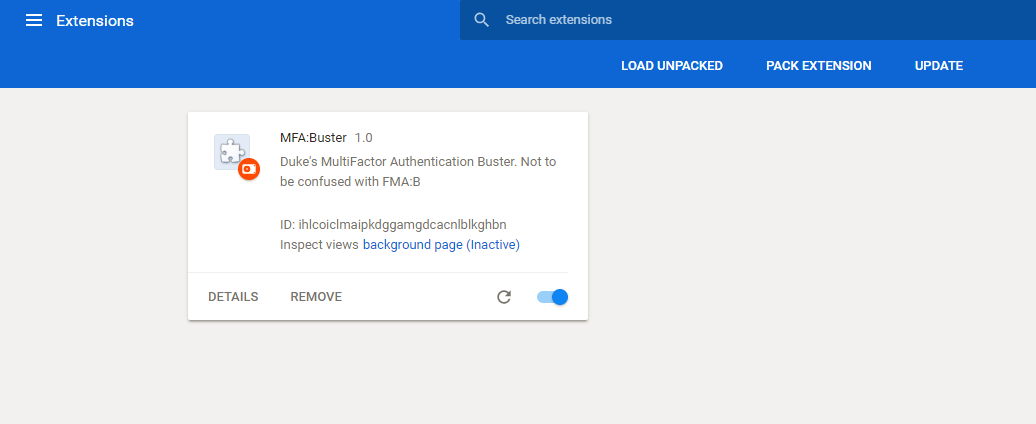 Extensions
Search extensions
LOAD UNPACKED PACK EXTENSION UPDATE
MFA:Buster 1.0
Duke's MultiFactor Authentication Buster. Not to
be confused with FMA:B
ID: ihlcoiclmaipkdggamgdcacnlblkghbn
Inspect views background page (Inactive)
DETAILS REMOVE